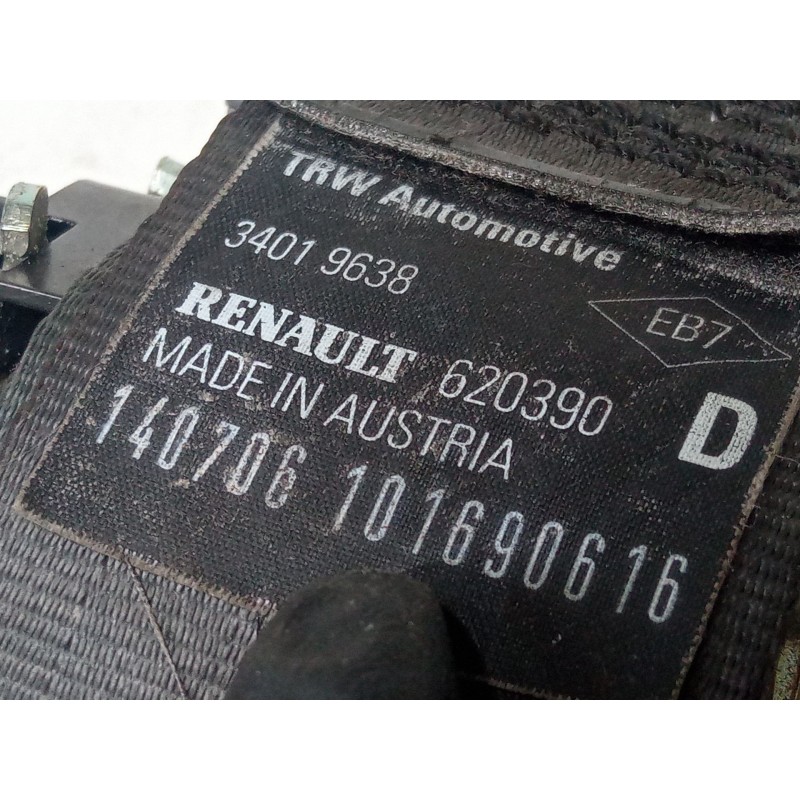 TRW Automotive
3401 9638
EB7
RENAULT 620390
D
MADE IN AUSTRIA
140706 101690616